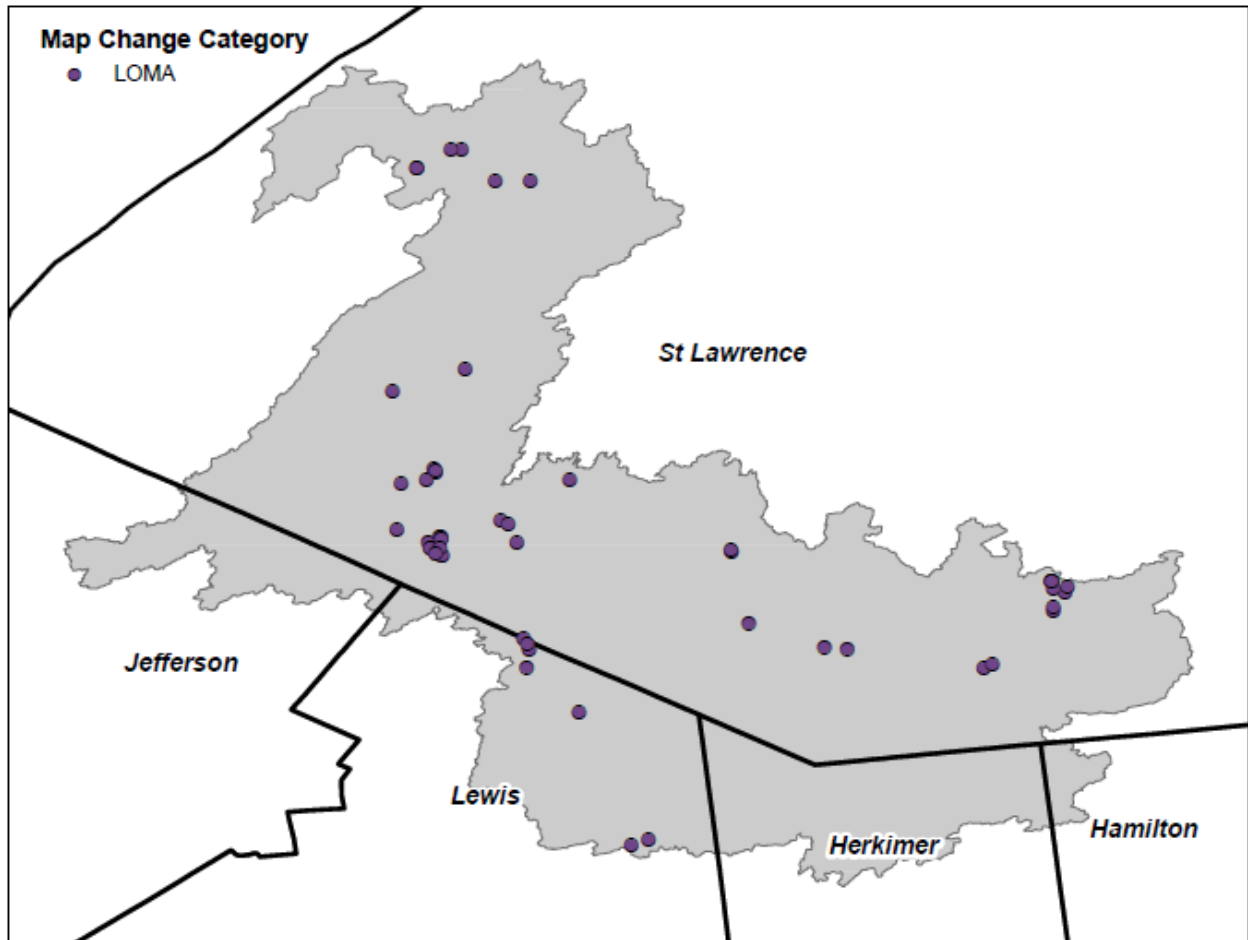 Map Change Category
LOMA
St Lawrence
Jefferson
Lewis
Herkimer
Hamilton